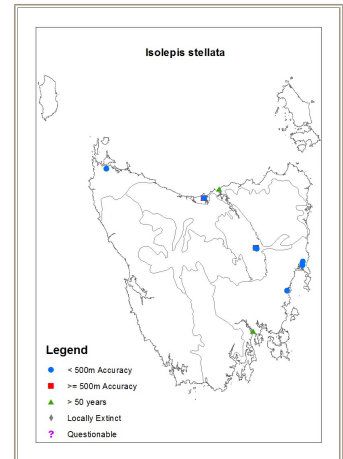 Isolepis stellata
Legend
< 500m Accuracy
>= 500m Accuracy
> 50 years
Locally Extinct
? Questionable